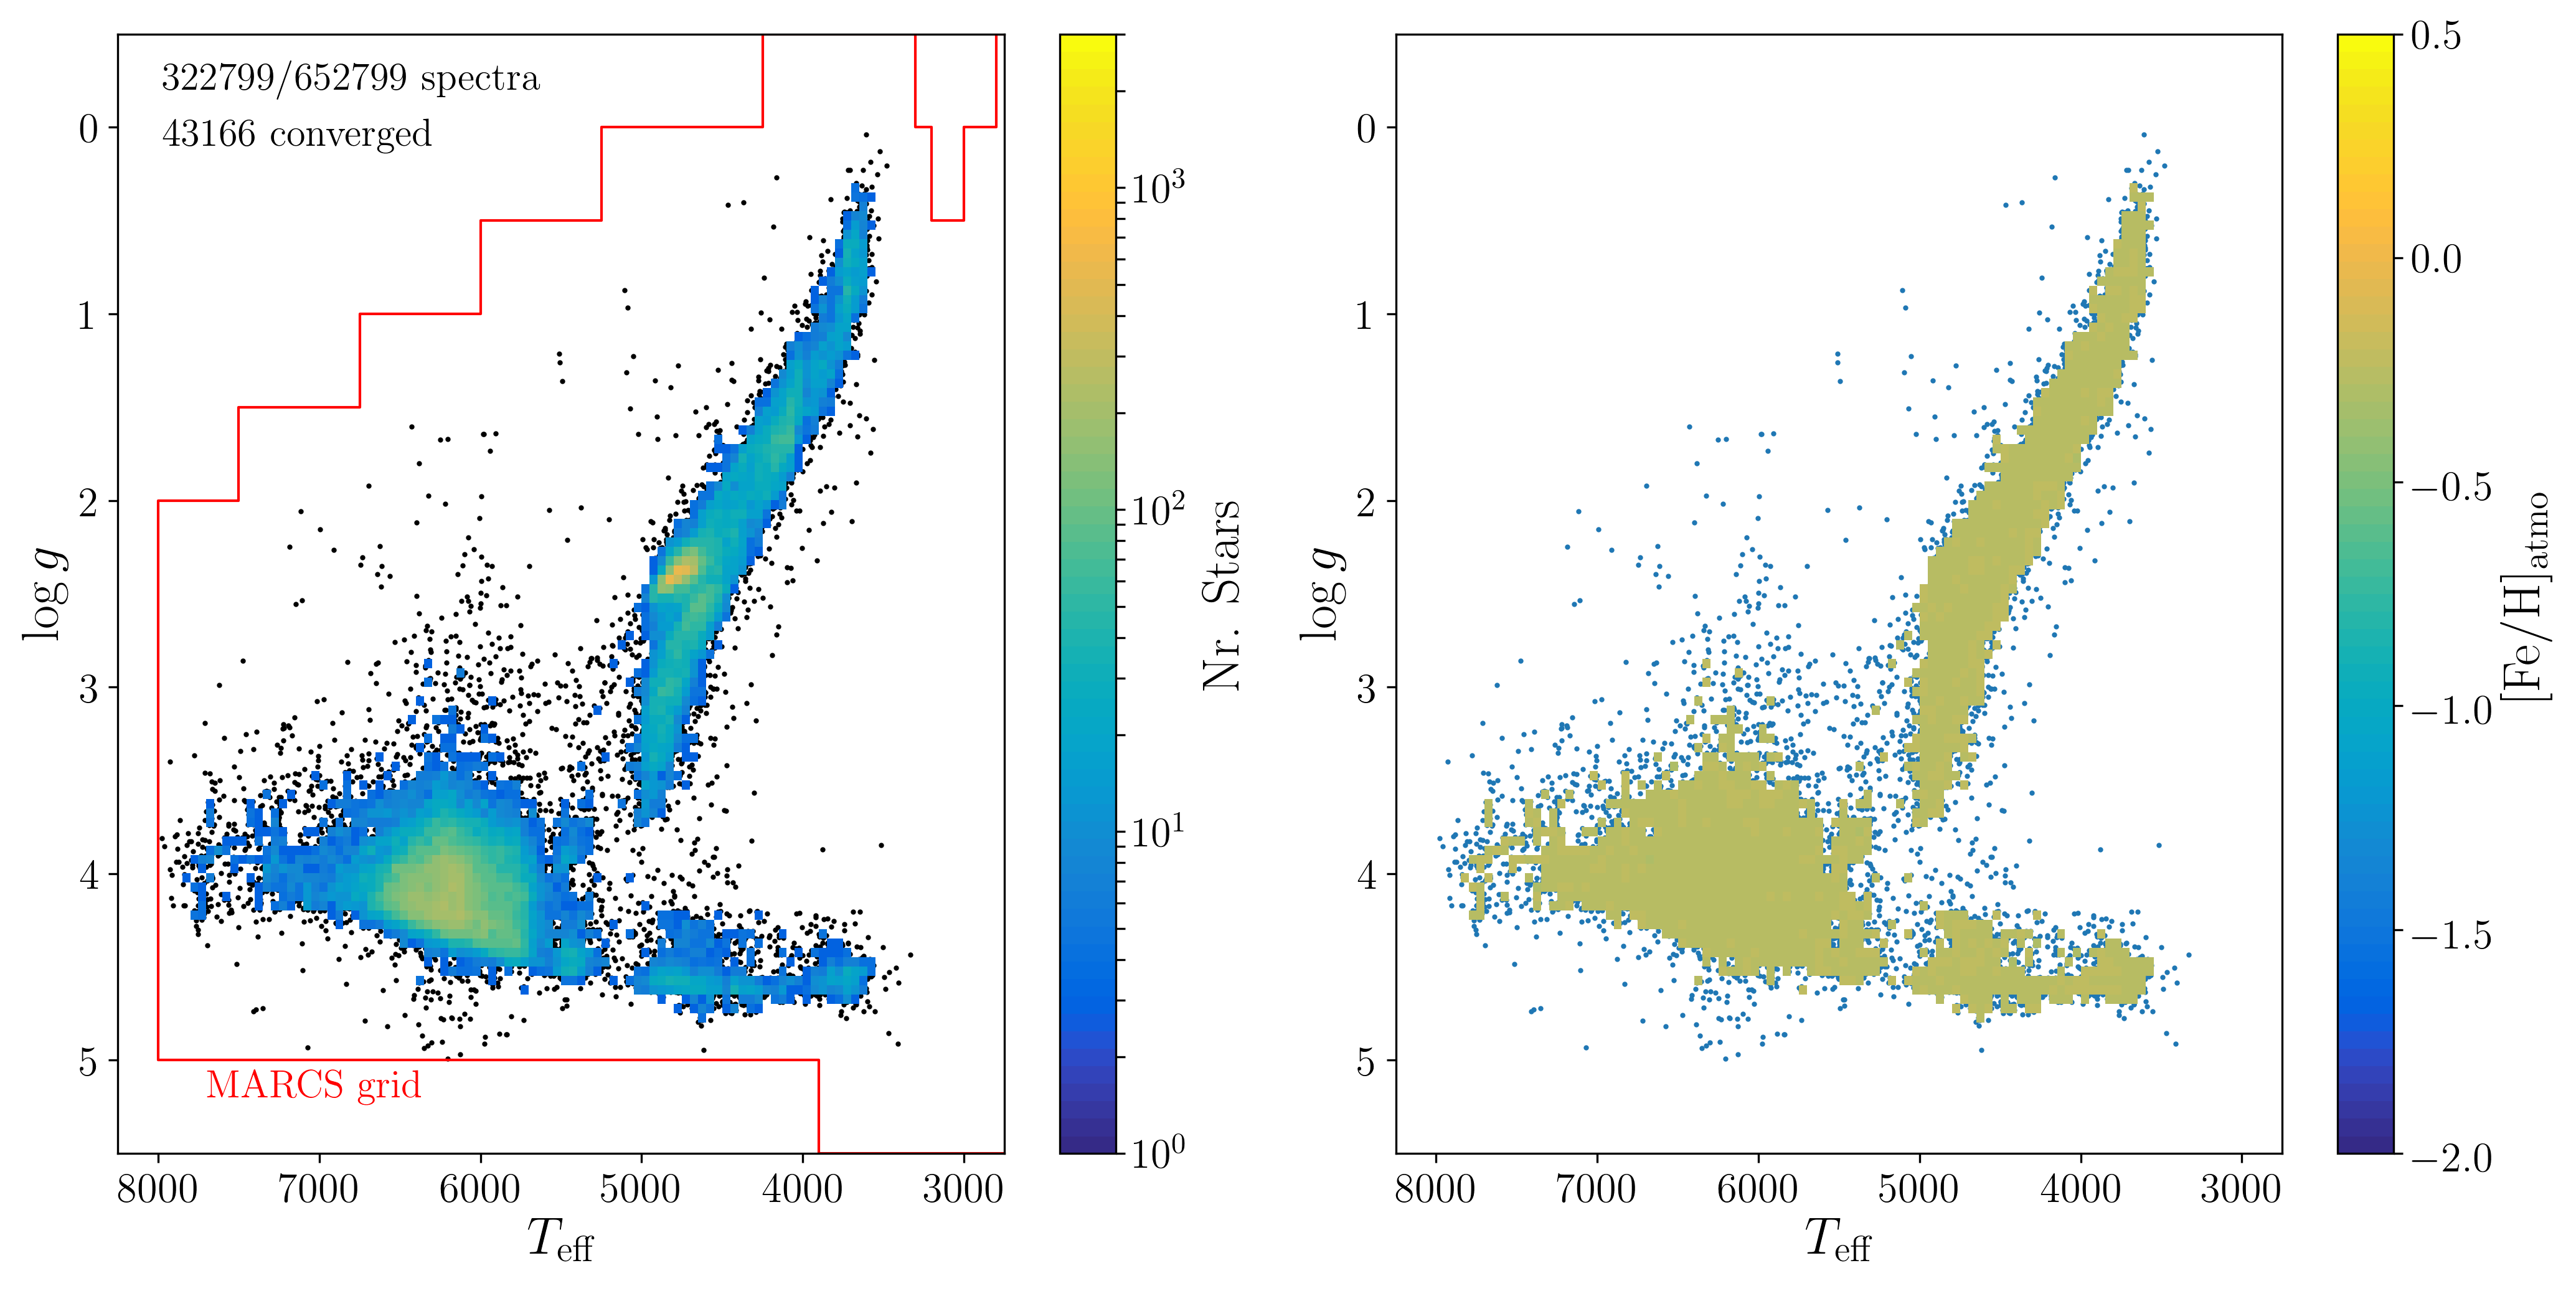 322799/652799 spectra
43166 converged
MARCS grid
0
1
2
3
4
5
log g
8000 7000 6000 5000 4000 3000
T_eff
10^3
10^2
10^1
10^0
Nr. Stars
0
1
2
3
4
5
log g
8000 7000 6000 5000 4000 3000
T_eff
0.5
0.0
−0.5
−1.0
−1.5
−2.0
[Fe/H]_atmo